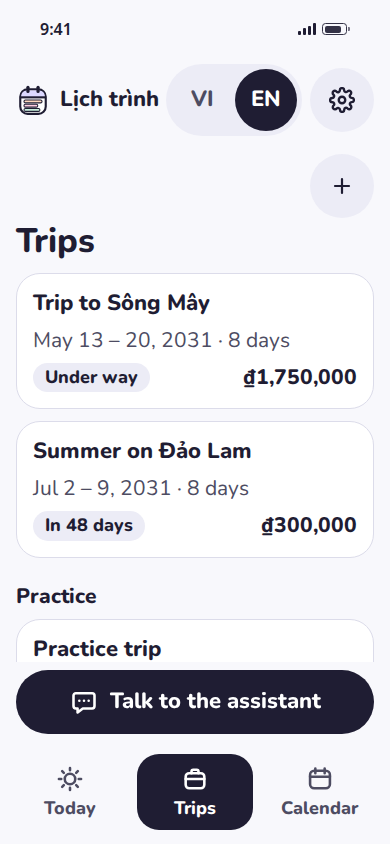 9:41
Lịch trình
VI
EN
Trips
Trip to Sông Mây
May 13 – 20, 2031 · 8 days
Under way
₫1,750,000
Summer on Đảo Lam
Jul 2 – 9, 2031 · 8 days
In 48 days
₫300,000
Practice
Practice trip
Talk to the assistant
Today
Trips
Calendar